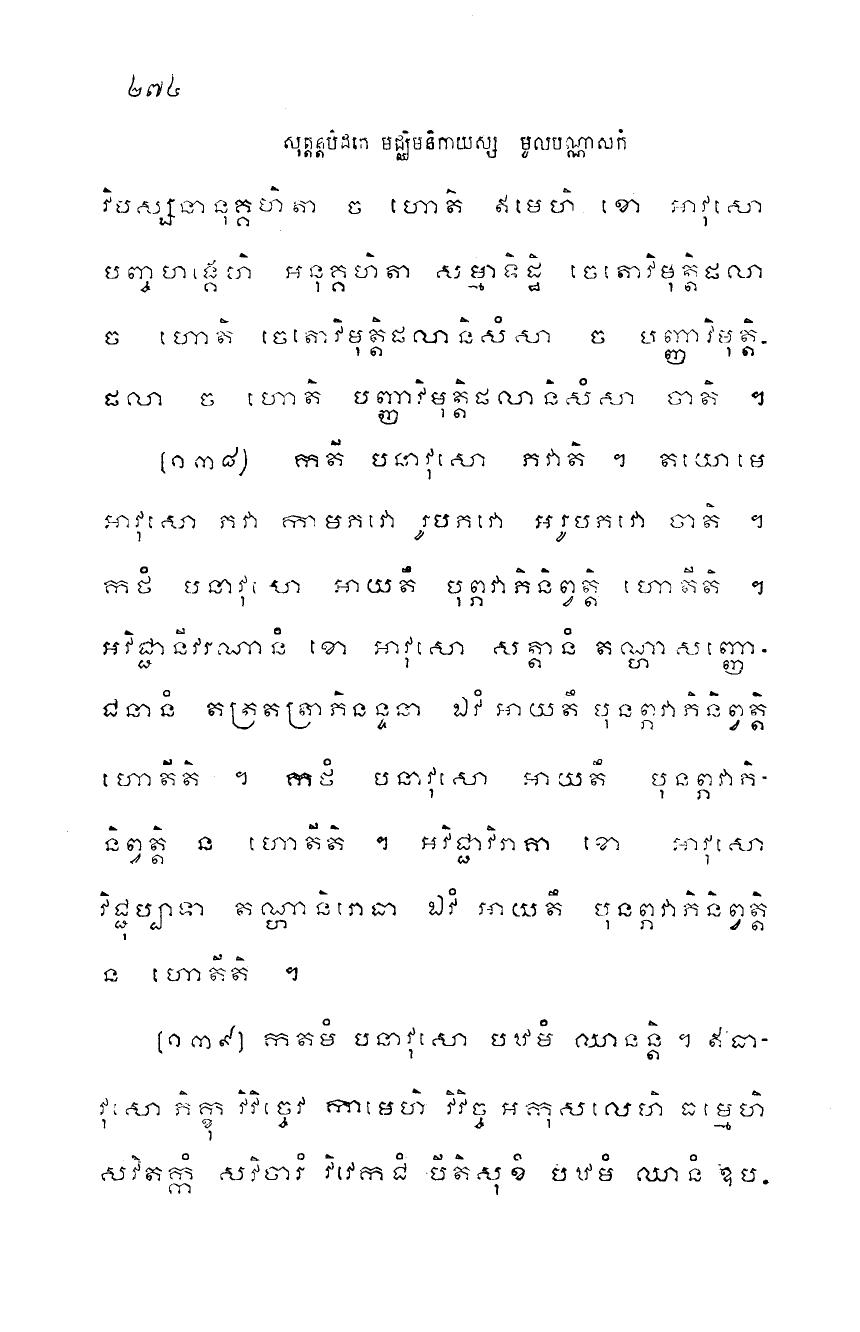 ២៧៤
សុត្តន្តបិដកេ មជ្ឈិមនិកាយស្ស មូលបណ្ណាសកំ
វិបស្សនានុគ្គហិតា ច ហោតិ ឥមេហិ ខោ អាវុសោ
បញ្ចហង្គេហិ អនុគ្គហិតា សម្មាទិដ្ឋិ ចេតោវិមុត្តិផលា
ច ហោតិ ចេតោវិមុត្តិផលានិសំសា ច បញ្ញាវិមុត្តិ-
ផលា ច ហោតិ បញ្ញាវិមុត្តិផលានិសំសា ចាតិ ។
(១៣៨) កតី បនាវុសោ ភវាតិ ។ តយោមេ
អាវុសោ ភវា កាមភវោ រូបភវោ អរូបភវោ ចាតិ ។
កថំ បនាវុសោ អាយតឹ បុព្ភវាភិនិព្វត្តិ ហោតីតិ ។
អវិជ្ជានីវរណានំ ខោ អាវុសោ សត្តានំ តណ្ហាសញ្ញោ-
ជនានំ តត្រតត្រាភិនន្ទនា ឯវំ អាយតឹ បុនព្ភវាភិនិព្វត្តិ
ហោតីតិ ។ កថំ បនាវុសោ អាយតឹ បុនព្ភវាភិ-
និព្វត្តិ ន ហោតីតិ ។ អវិជ្ជាវិរាគា ខោ អាវុសោ
វិជ្ជុប្បាទា តណ្ហានិរោធា ឯវំ អាយតឹ បុនព្ភវាភិនិព្វត្តិ
ន ហោតីតិ ។
(១៣៩) កតមំ បនាវុសោ បឋមំ ឈានន្តិ ។ ឥធា-
វុសោ ភិក្ខុ វិវិច្ចេវ កាមេហិ វិវិច្ច អកុសលេហិ ធម្មេហិ
សវិតក្កំ សវិចារំ វិវេកជំ បីតិសុខំ បឋមំ ឈានំ ឧប-